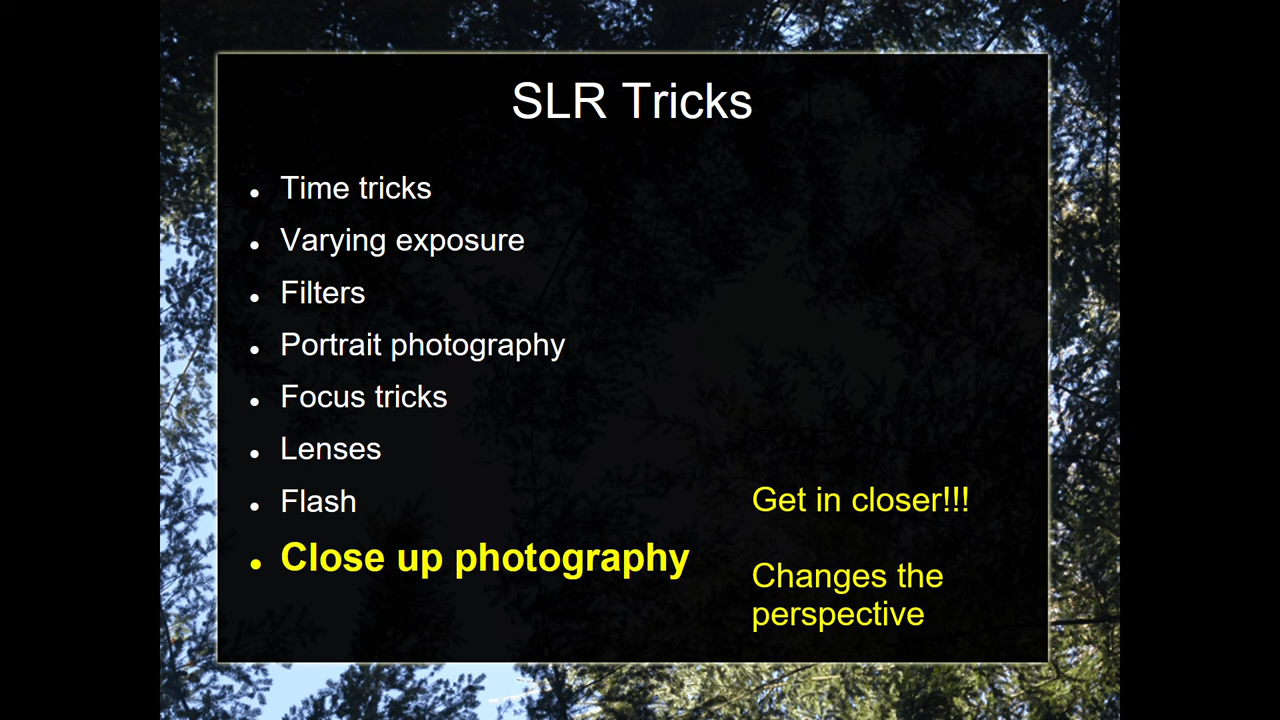 SLR Tricks
● Time tricks
● Varying exposure
● Filters
● Portrait photography
● Focus tricks
● Lenses
● Flash
● Close up photography
Get in closer!!!
Changes the
perspective